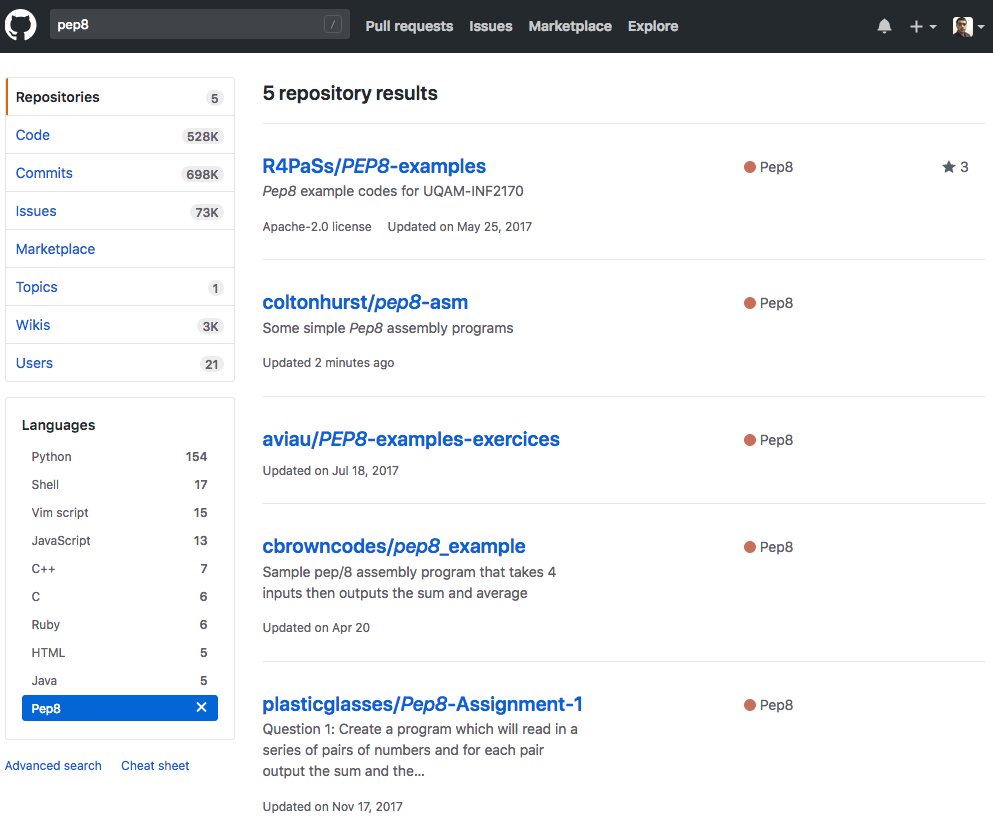 pep8 /
Pull requests Issues Marketplace Explore
Repositories 5
Code 528K
Commits 698K
Issues 73K
Marketplace
Topics 1
Wikis 3K
Users 21
Languages
Python 154
Shell 17
Vim script 15
JavaScript 13
C++ 7
C 6
Ruby 6
HTML 5
Java 5
Pep8
Advanced search Cheat sheet
5 repository results
R4PaSs/PEP8-examples
Pep8
3
Pep8 example codes for UQAM-INF2170
Apache-2.0 license Updated on May 25, 2017
coltonhurst/pep8-asm
Pep8
Some simple Pep8 assembly programs
Updated 2 minutes ago
aviau/PEP8-examples-exercices
Pep8
Updated on Jul 18, 2017
cbrowncodes/pep8_example
Pep8
Sample pep/8 assembly program that takes 4
inputs then outputs the sum and average
Updated on Apr 20
plasticglasses/Pep8-Assignment-1
Pep8
Question 1: Create a program which will read in a
series of pairs of numbers and for each pair
output the sum and the...
Updated on Nov 17, 2017